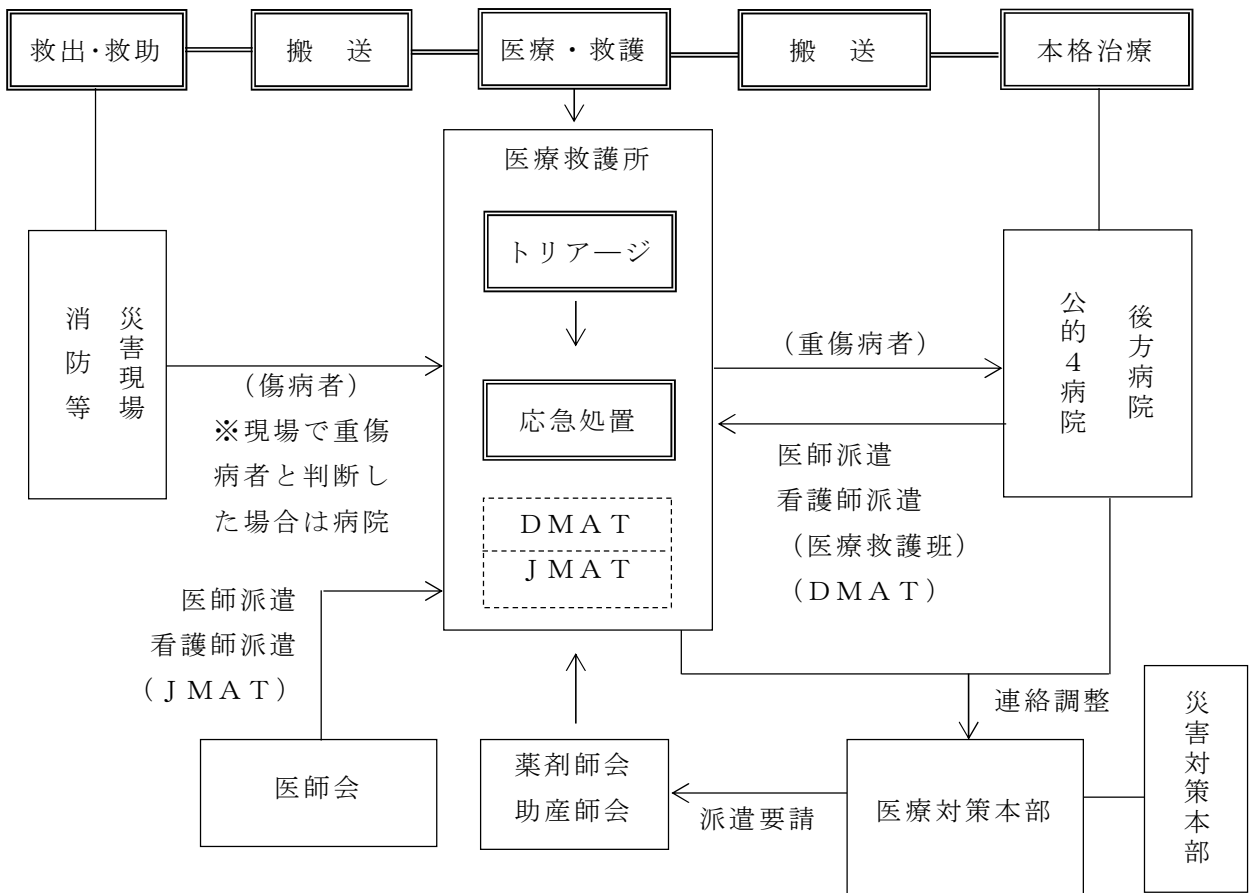 救出・救助
搬　送
医療・救護
搬　送
本格治療
医療救護所
トリアージ
応急処置
DMAT
JMAT
災害現場
消防等
(傷病者)
※現場で重傷
病者と判断し
た場合は病院
(重傷病者)
後方病院
公的4病院
医師派遣
看護師派遣
(医療救護班)
(DMAT)
医師派遣
看護師派遣
(JMAT)
医師会
薬剤師会
助産師会
派遣要請
医療対策本部
連絡調整
災害対策本部